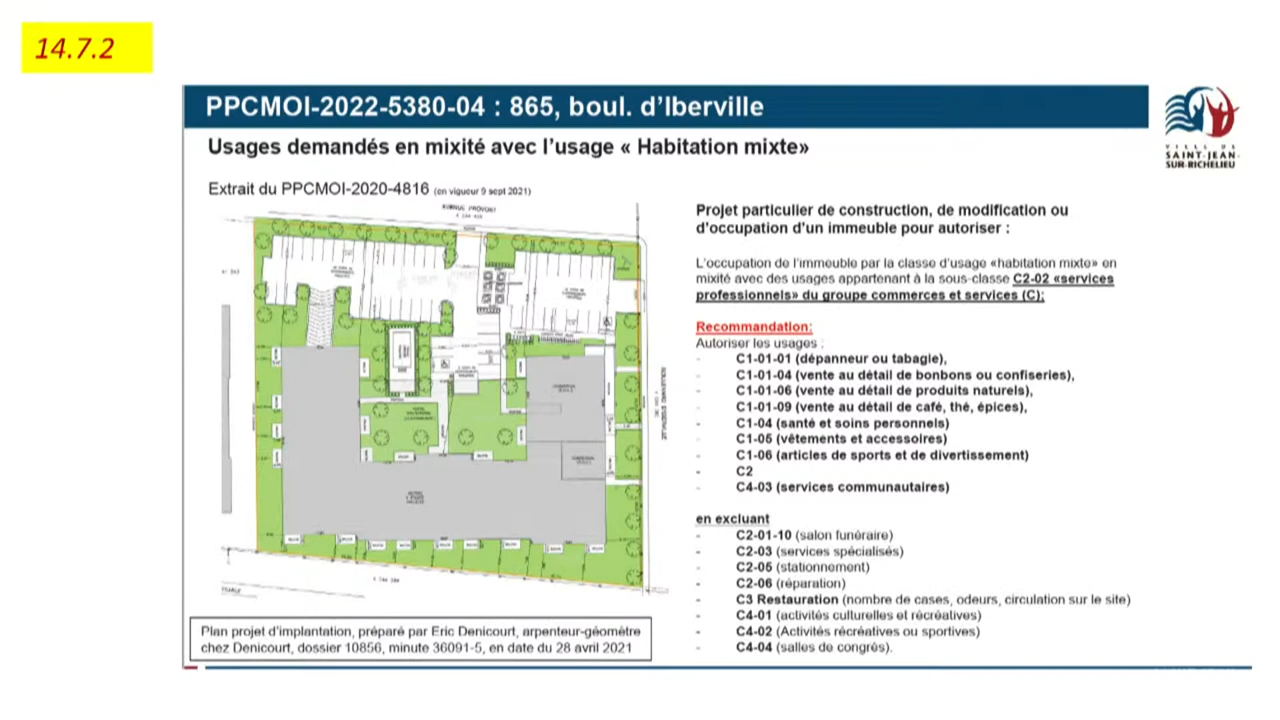 14.7.2
PPCMOI-2022-5380-04 : 865, boul. d'Iberville
VILLE DE
SAINT-JEAN-
SUR-RICHELIEU
Usages demandés en mixité avec l'usage « Habitation mixte»
Extrait du PPCMOI-2020-4816 (en vigueur 9 sept 2021)
AVENUE PROVOST
BOULEVARD D'IBERVILLE
Plan projet d'implantation, préparé par Eric Denicourt, arpenteur-géomètre
chez Denicourt, dossier 10856, minute 36091-5, en date du 28 avril 2021
Projet particulier de construction, de modification ou
d'occupation d'un immeuble pour autoriser :
L'occupation de l'immeuble par la classe d'usage «habitation mixte» en
mixité avec des usages appartenant à la sous-classe C2-02 «services
professionnels» du groupe commerces et services (C);
Recommandation:
Autoriser les usages :
- C1-01-01 (dépanneur ou tabagie),
- C1-01-04 (vente au détail de bonbons ou confiseries),
- C1-01-06 (vente au détail de produits naturels),
- C1-01-09 (vente au détail de café, thé, épices),
- C1-04 (santé et soins personnels)
- C1-05 (vêtements et accessoires)
- C1-06 (articles de sports et de divertissement)
- C2
- C4-03 (services communautaires)
en excluant
- C2-01-10 (salon funéraire)
- C2-03 (services spécialisés)
- C2-05 (stationnement)
- C2-06 (réparation)
- C3 Restauration (nombre de cases, odeurs, circulation sur le site)
- C4-01 (activités culturelles et récréatives)
- C4-02 (Activités récréatives ou sportives)
- C4-04 (salles de congrès).